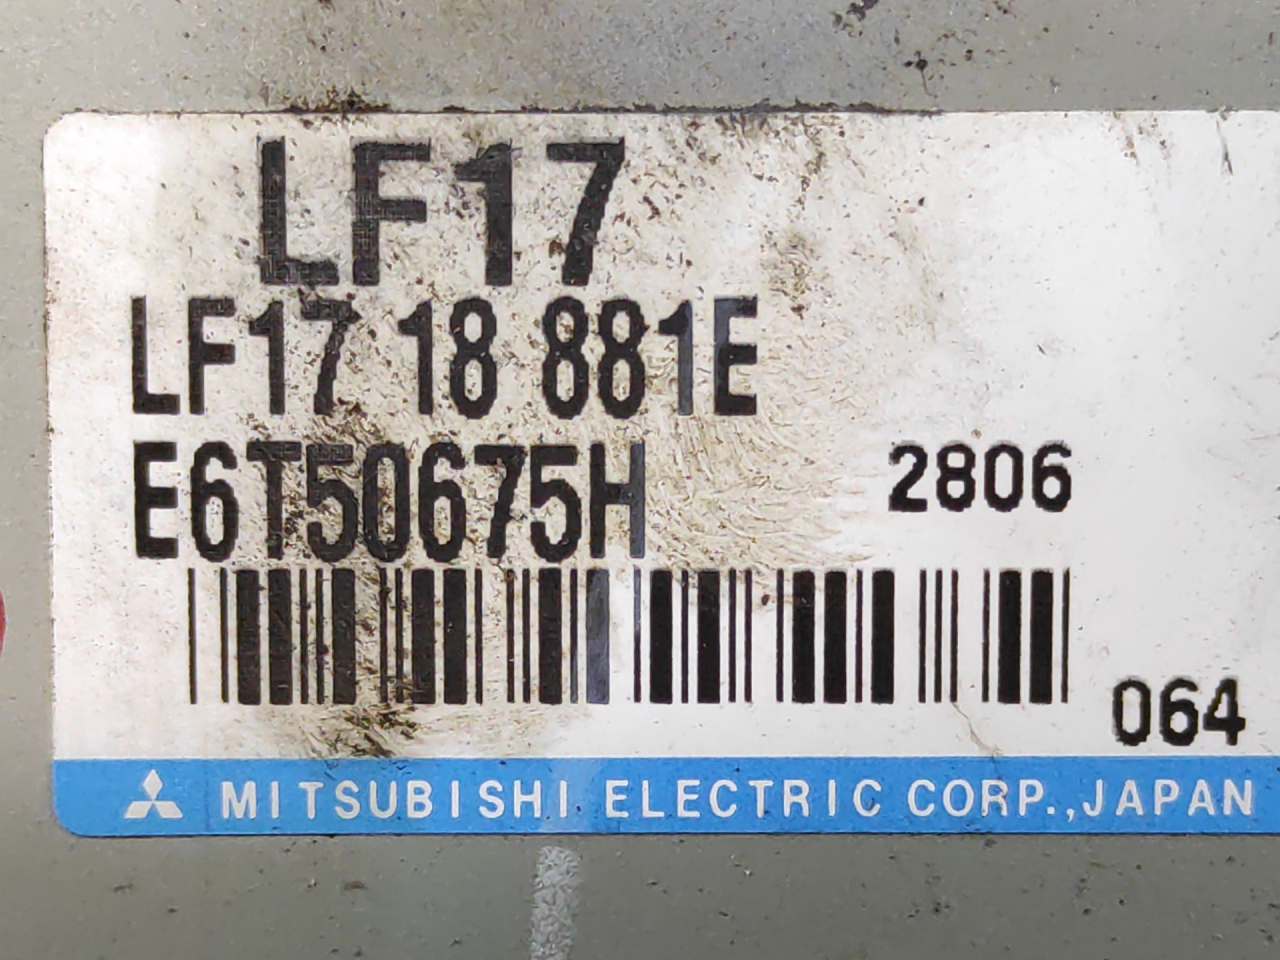 LF17
LF17 18 881E
E6T50675H 2806
064
MITSUBISHI ELECTRIC CORP.,JAPAN